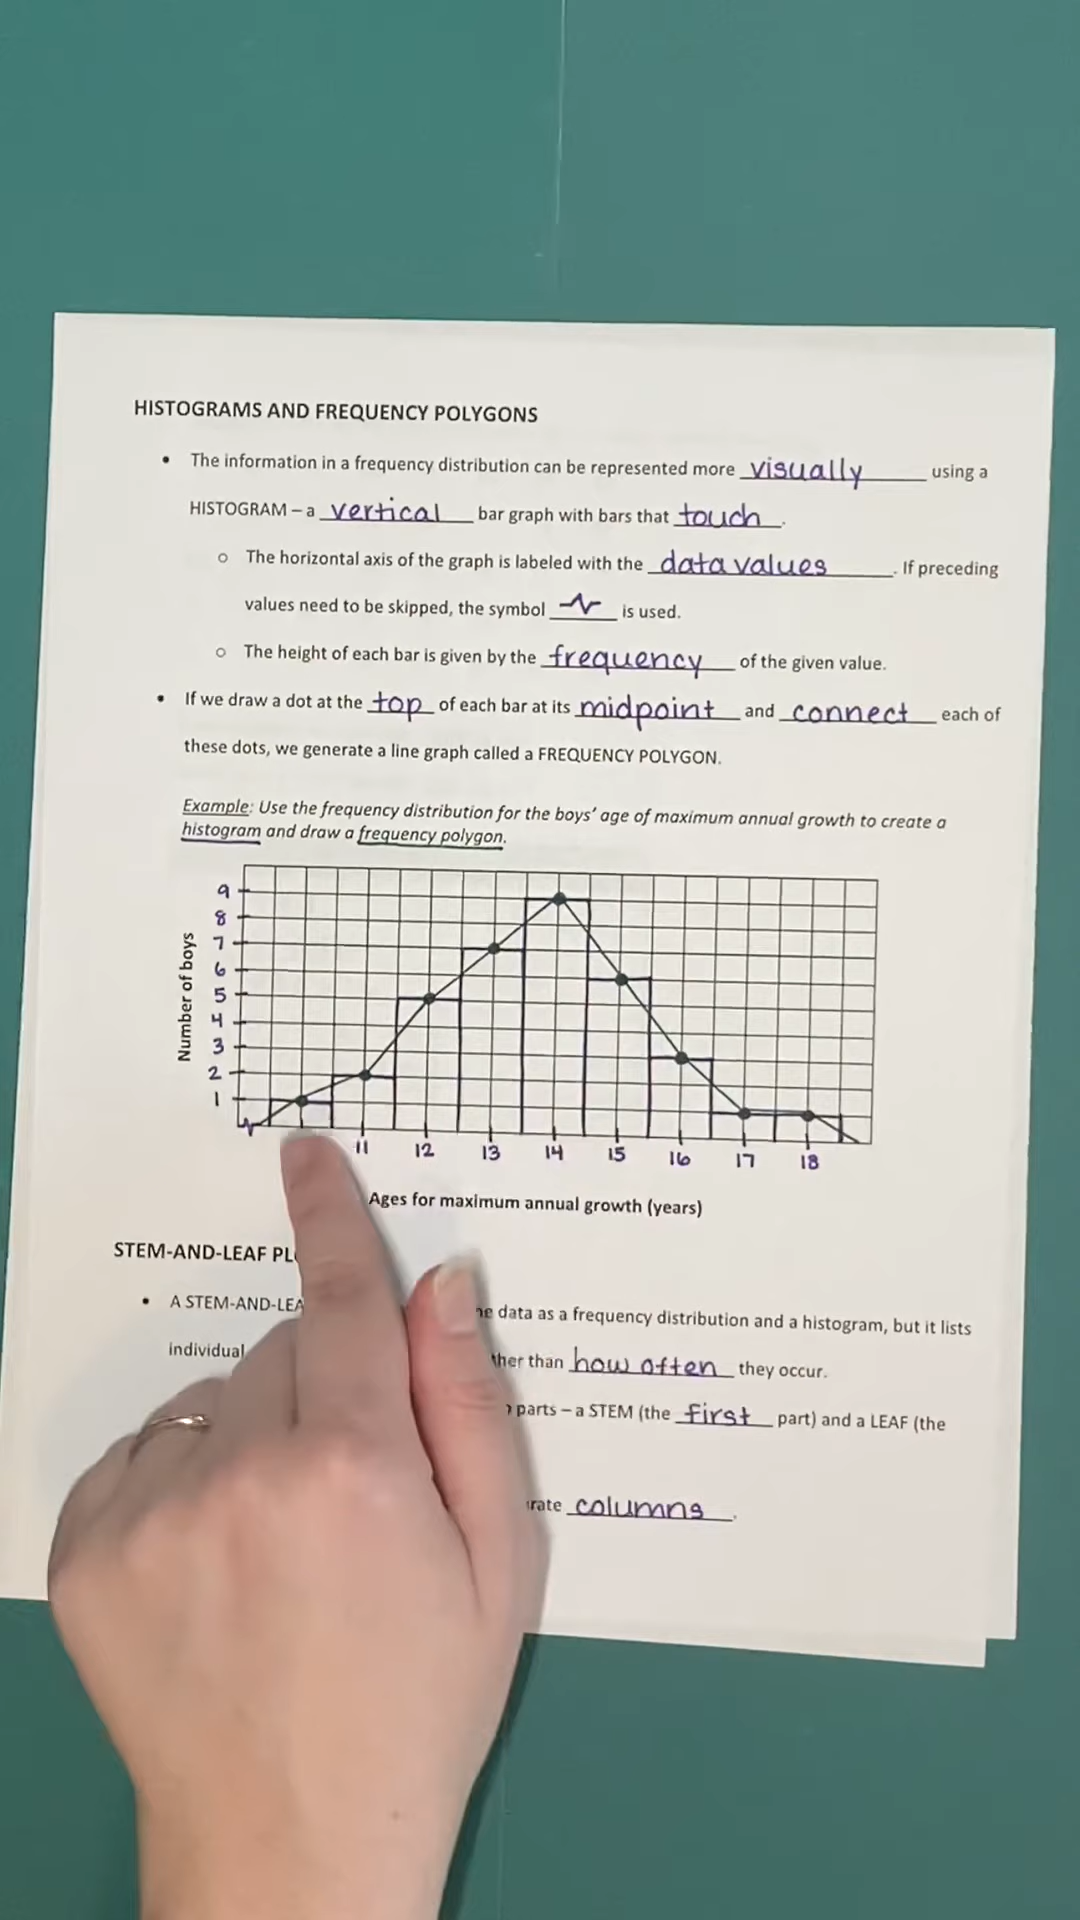 HISTOGRAMS AND FREQUENCY POLYGONS
• The information in a frequency distribution can be represented more visually using a
HISTOGRAM – a vertical bar graph with bars that touch.
o The horizontal axis of the graph is labeled with the data values. If preceding
values need to be skipped, the symbol is used.
o The height of each bar is given by the frequency of the given value.
• If we draw a dot at the top of each bar at its midpoint and connect each of
these dots, we generate a line graph called a FREQUENCY POLYGON.
Example: Use the frequency distribution for the boys' age of maximum annual growth to create a
histogram and draw a frequency polygon.
Number of boys
9
8
7
6
5
4
3
2
1
11 12 13 14 15 16 17 18
Ages for maximum annual growth (years)
STEM-AND-LEAF
• A STEM-AND- data as a frequency distribution and a histogram, but it lists
individual than how often they occur.
parts – a STEM (the first part) and a LEAF (the
columns.